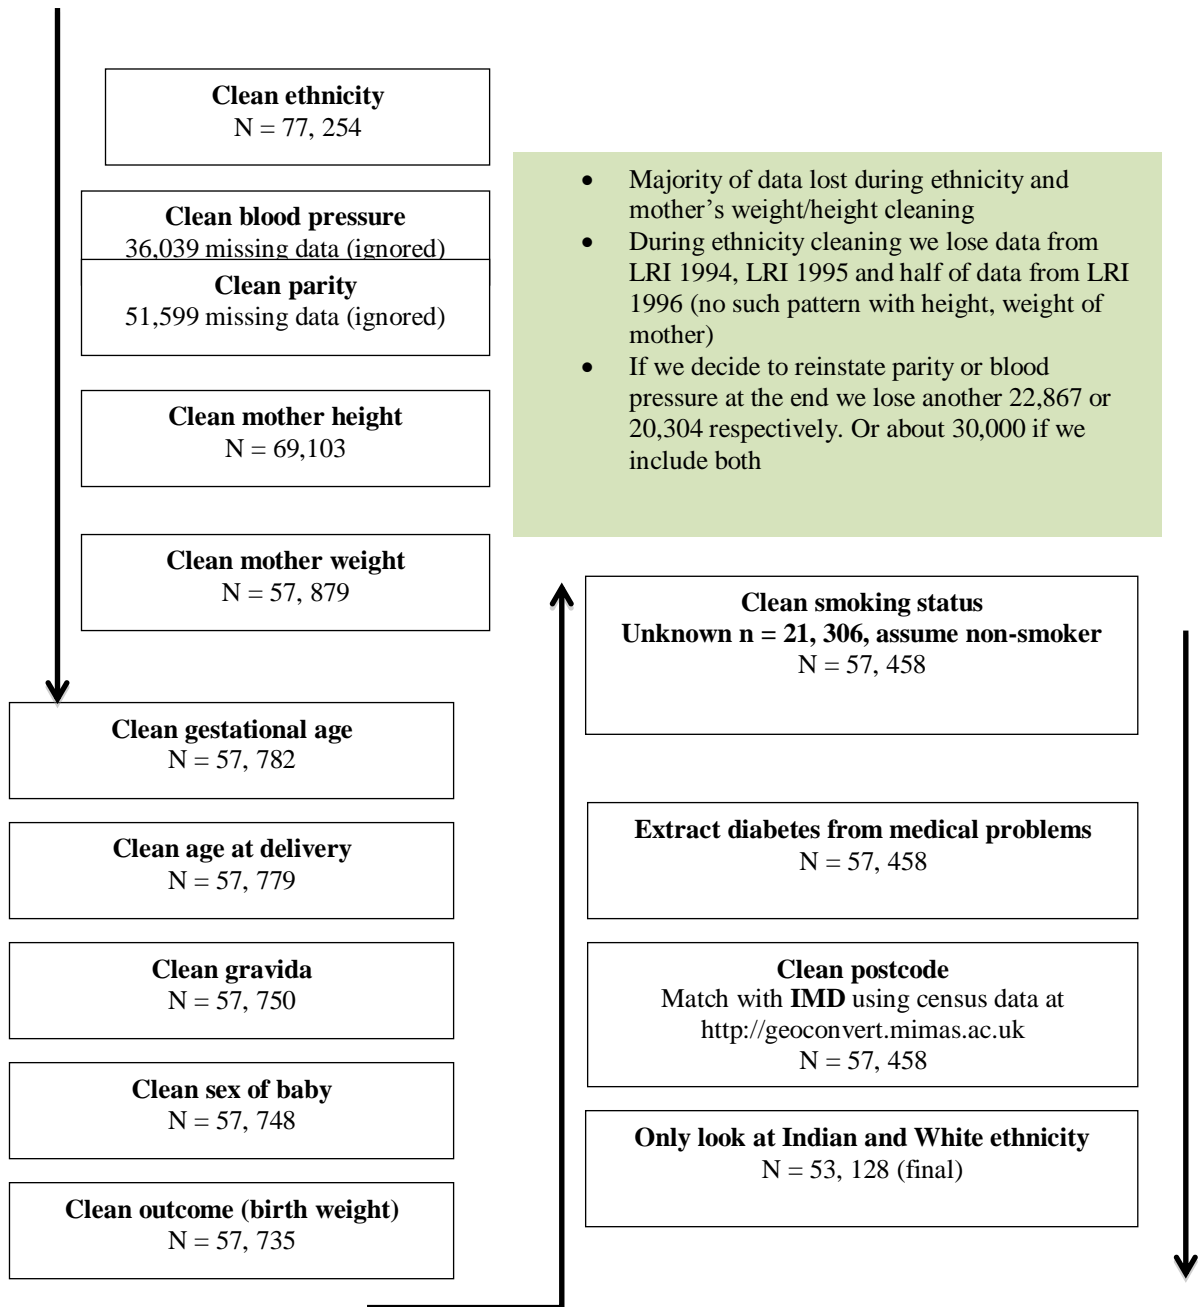 Clean ethnicity
N = 77, 254
Clean blood pressure
36,039 missing data (ignored)
Clean parity
51,599 missing data (ignored)
Clean mother height
N = 69,103
Clean mother weight
N = 57, 879
• Majority of data lost during ethnicity and
mother’s weight/height cleaning
• During ethnicity cleaning we lose data from
LRI 1994, LRI 1995 and half of data from LRI
1996 (no such pattern with height, weight of
mother)
• If we decide to reinstate parity or blood
pressure at the end we lose another 22,867 or
20,304 respectively. Or about 30,000 if we
include both
Clean gestational age
N = 57, 782
Clean age at delivery
N = 57, 779
Clean gravida
N = 57, 750
Clean sex of baby
N = 57, 748
Clean outcome (birth weight)
N = 57, 735
Clean smoking status
Unknown n = 21, 306, assume non-smoker
N = 57, 458
Extract diabetes from medical problems
N = 57, 458
Clean postcode
Match with IMD using census data at
http://geoconvert.mimas.ac.uk
N = 57, 458
Only look at Indian and White ethnicity
N = 53, 128 (final)